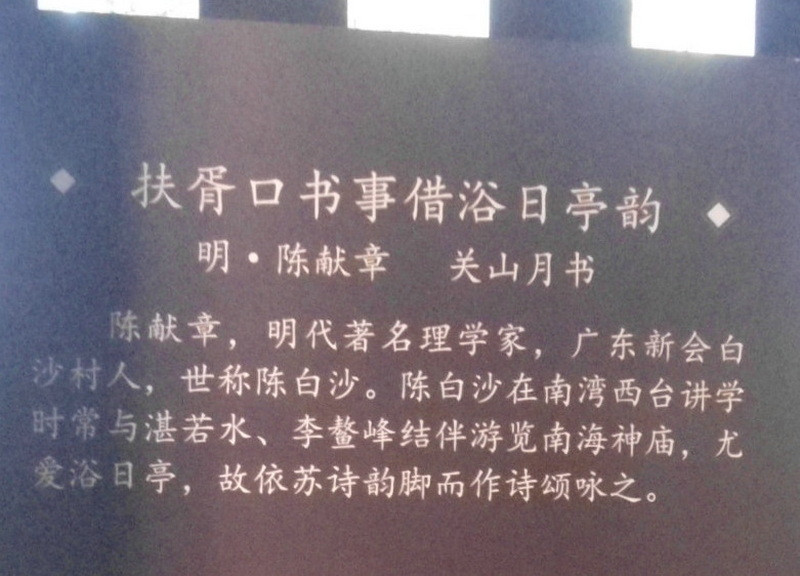 扶胥口书事借浴日亭韵
明·陈献章 关山月书
陈献章，明代著名理学家，广东新会白
沙村人，世称陈白沙。陈白沙在南湾西台讲学
时常与湛若水、李鳌峰结伴游览南海神庙，尤
爱浴日亭，故依苏诗韵脚而作诗颂咏之。